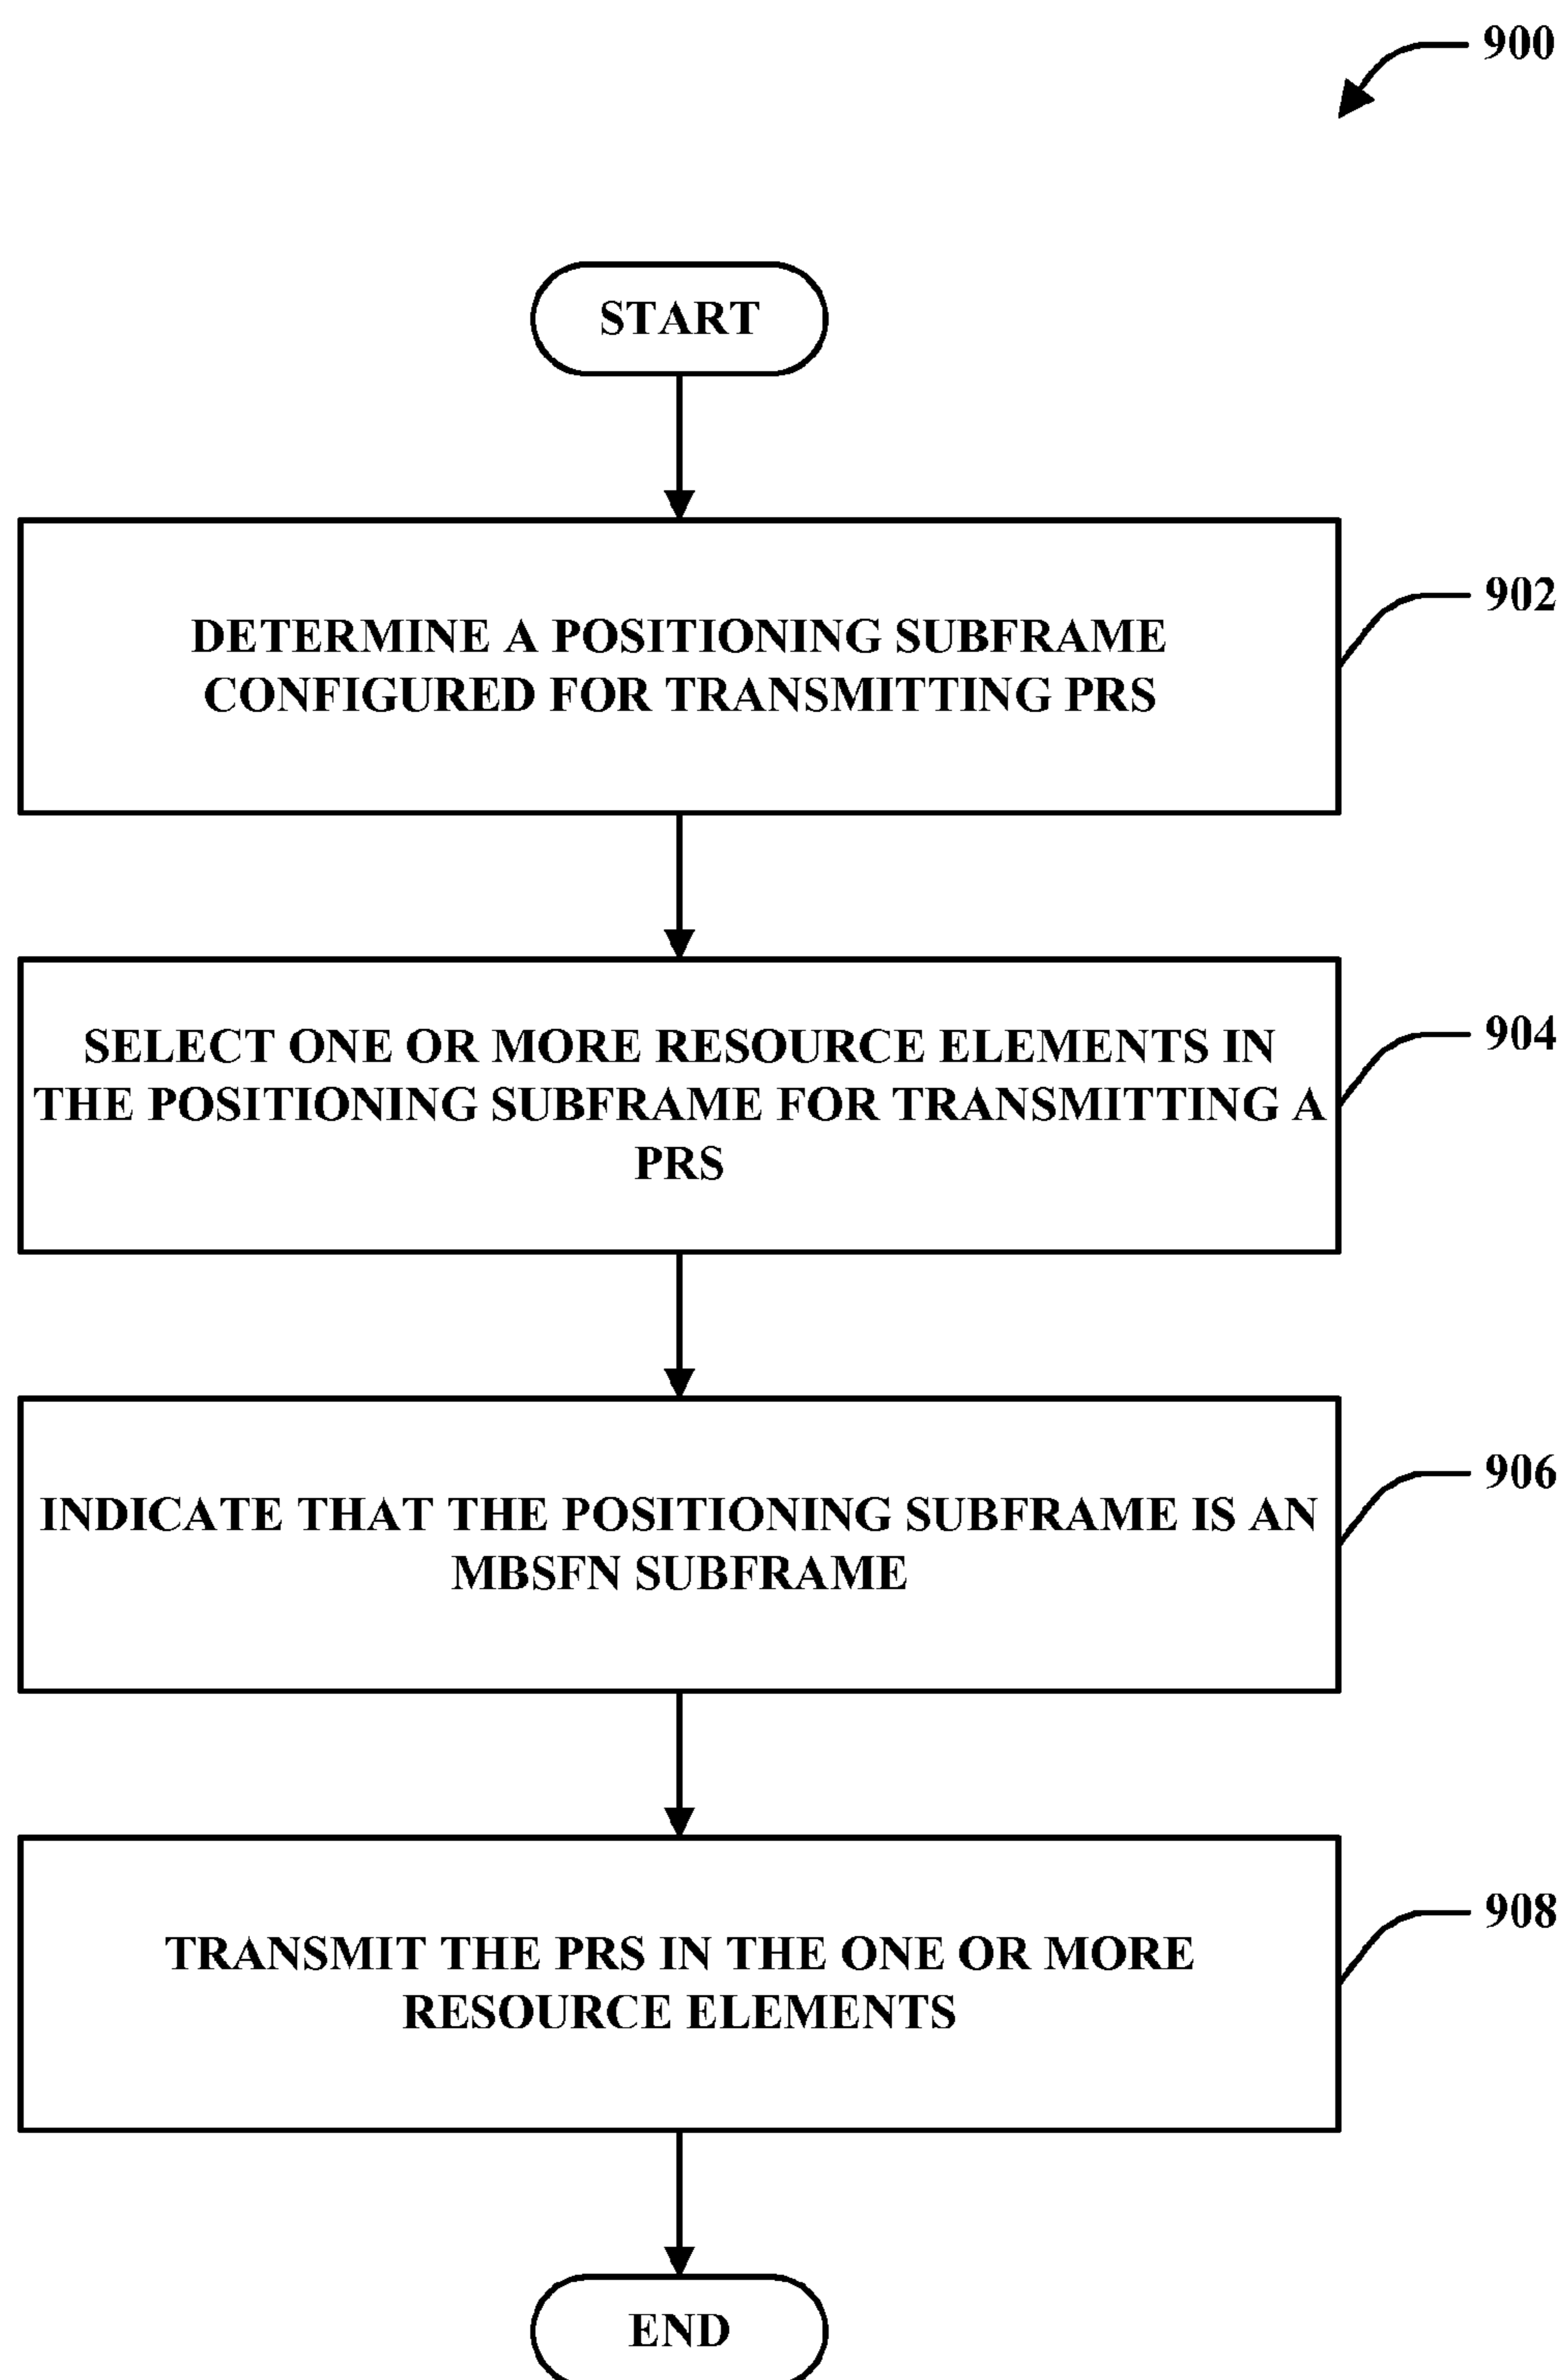 900
START
DETERMINE A POSITIONING SUBFRAME
CONFIGURED FOR TRANSMITTING PRS
902
SELECT ONE OR MORE RESOURCE ELEMENTS IN
THE POSITIONING SUBFRAME FOR TRANSMITTING A
PRS
904
INDICATE THAT THE POSITIONING SUBFRAME IS AN
MBSFN SUBFRAME
906
TRANSMIT THE PRS IN THE ONE OR MORE
RESOURCE ELEMENTS
908
END